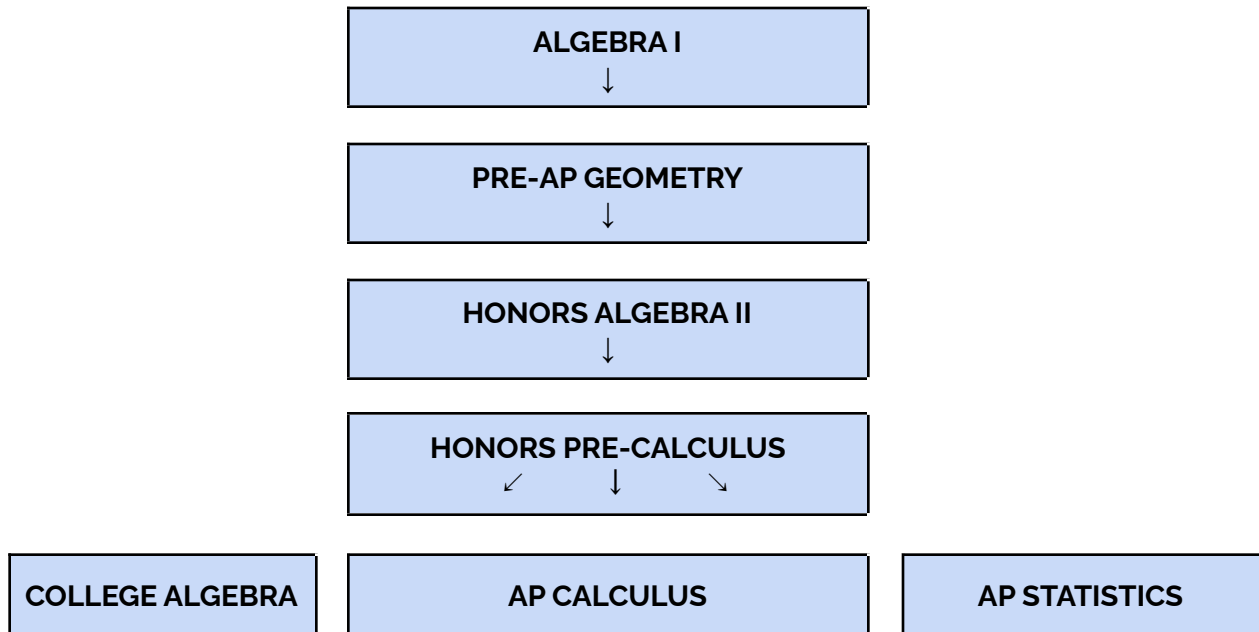 ALGEBRA I
↓
PRE-AP GEOMETRY
↓
HONORS ALGEBRA II
↓
HONORS PRE-CALCULUS
↙ ↓ ↘
COLLEGE ALGEBRA
AP CALCULUS
AP STATISTICS